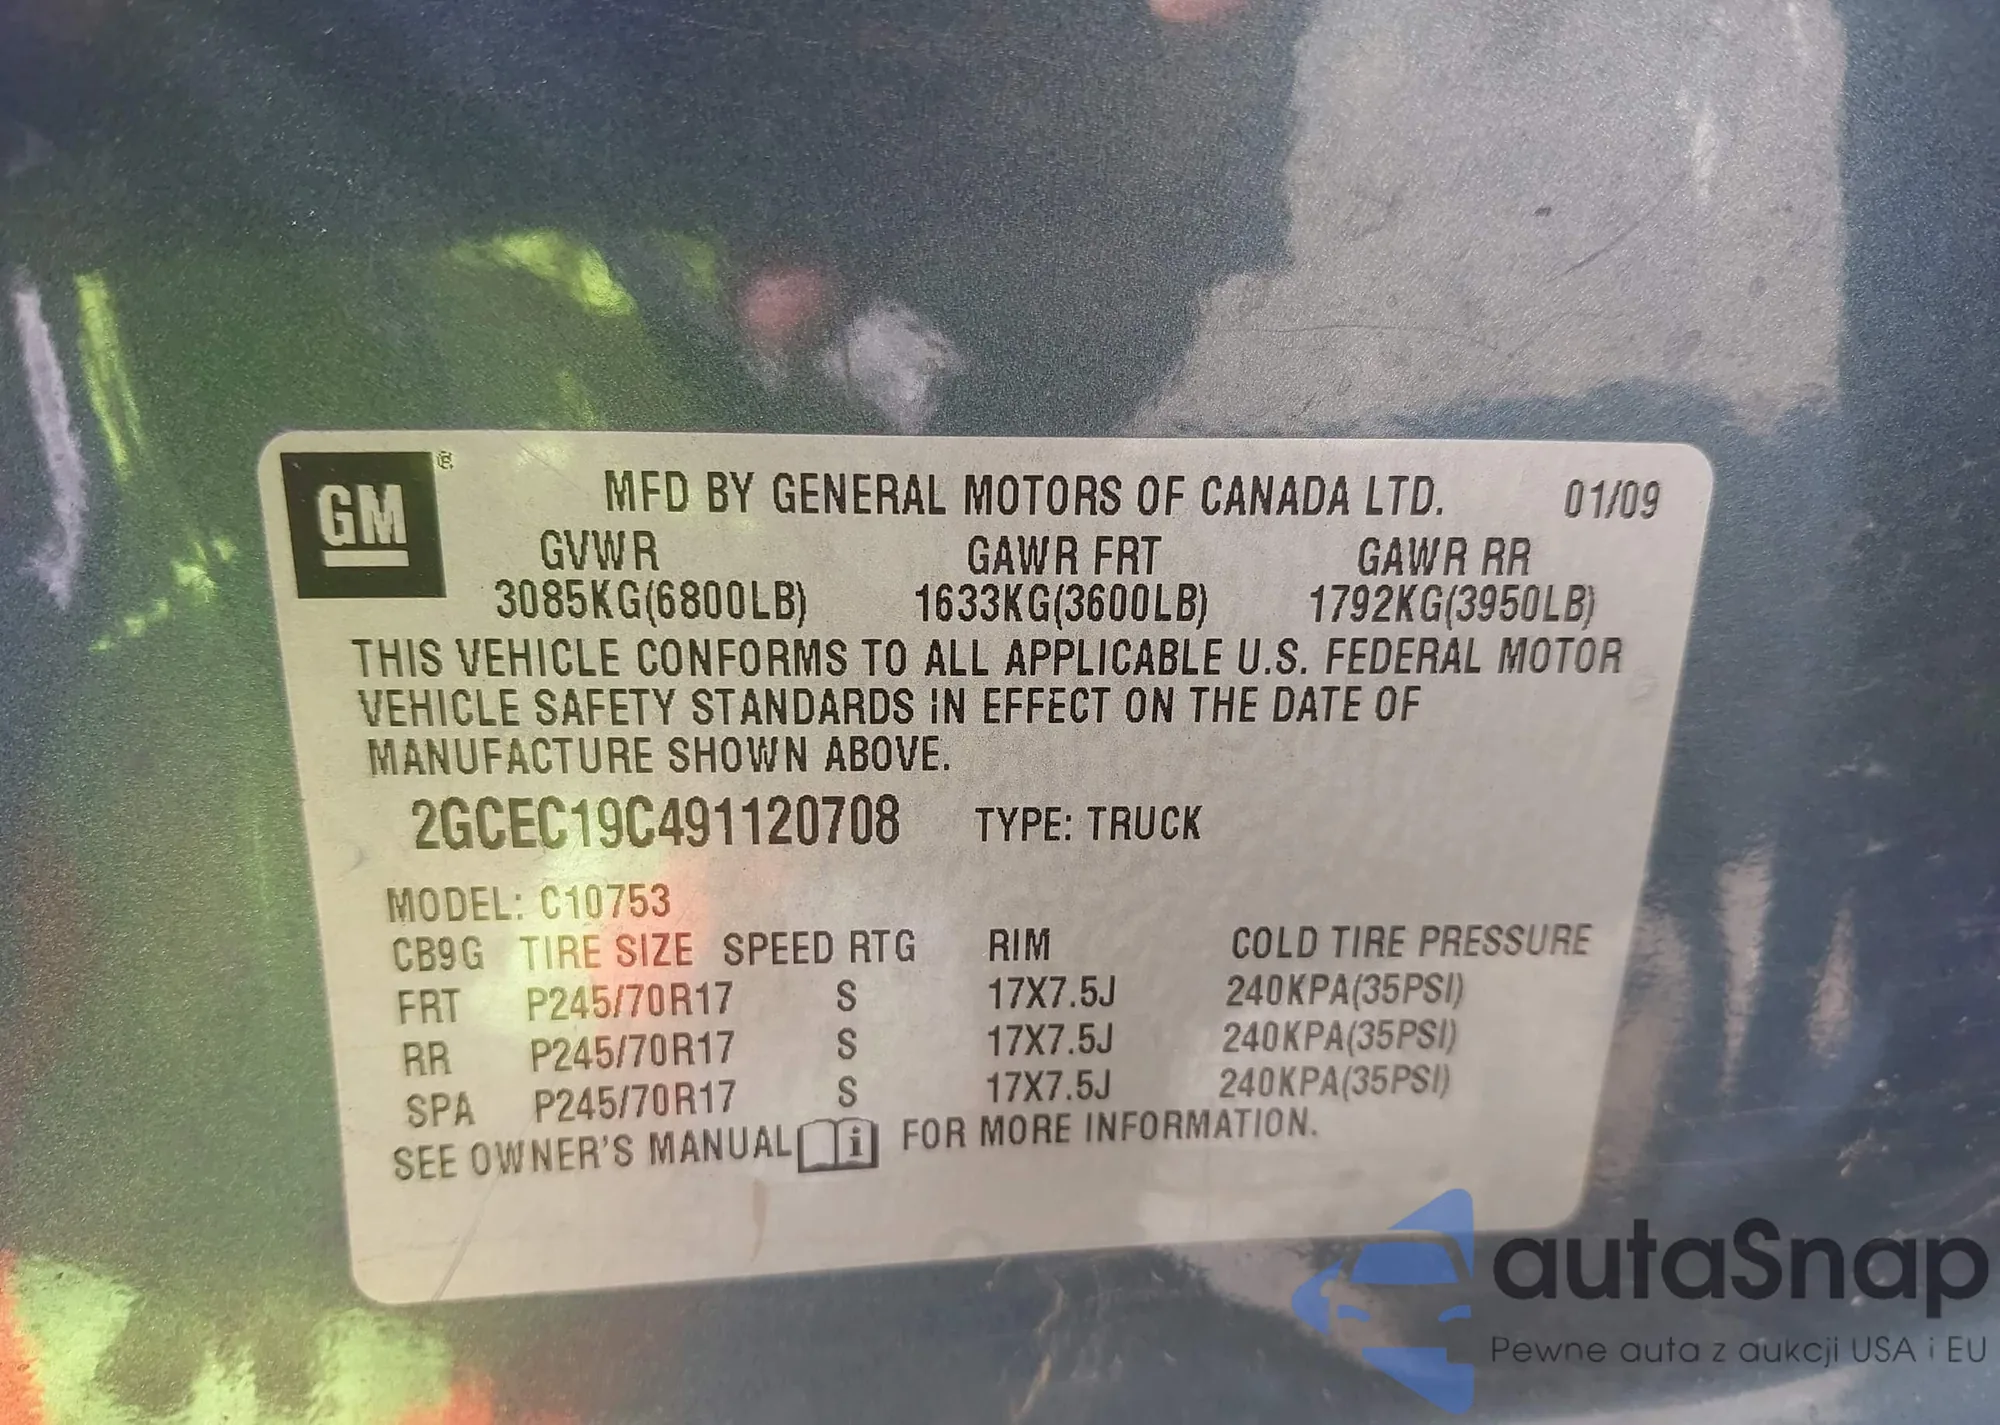 GM ®
MFD BY GENERAL MOTORS OF CANADA LTD. 01/09
GVWR GAWR FRT GAWR RR
3085KG(6800LB) 1633KG(3600LB) 1792KG(3950LB)
THIS VEHICLE CONFORMS TO ALL APPLICABLE U.S. FEDERAL MOTOR
VEHICLE SAFETY STANDARDS IN EFFECT ON THE DATE OF
MANUFACTURE SHOWN ABOVE.
2GCEC19C491120708 TYPE: TRUCK
MODEL: C10753
CB9G TIRE SIZE SPEED RTG RIM COLD TIRE PRESSURE
FRT P245/70R17 S 17X7.5J 240KPA(35PSI)
RR P245/70R17 S 17X7.5J 240KPA(35PSI)
SPA P245/70R17 S 17X7.5J 240KPA(35PSI)
SEE OWNER'S MANUAL i FOR MORE INFORMATION.
autaSnap
Pewne auta z aukcji USA i EU